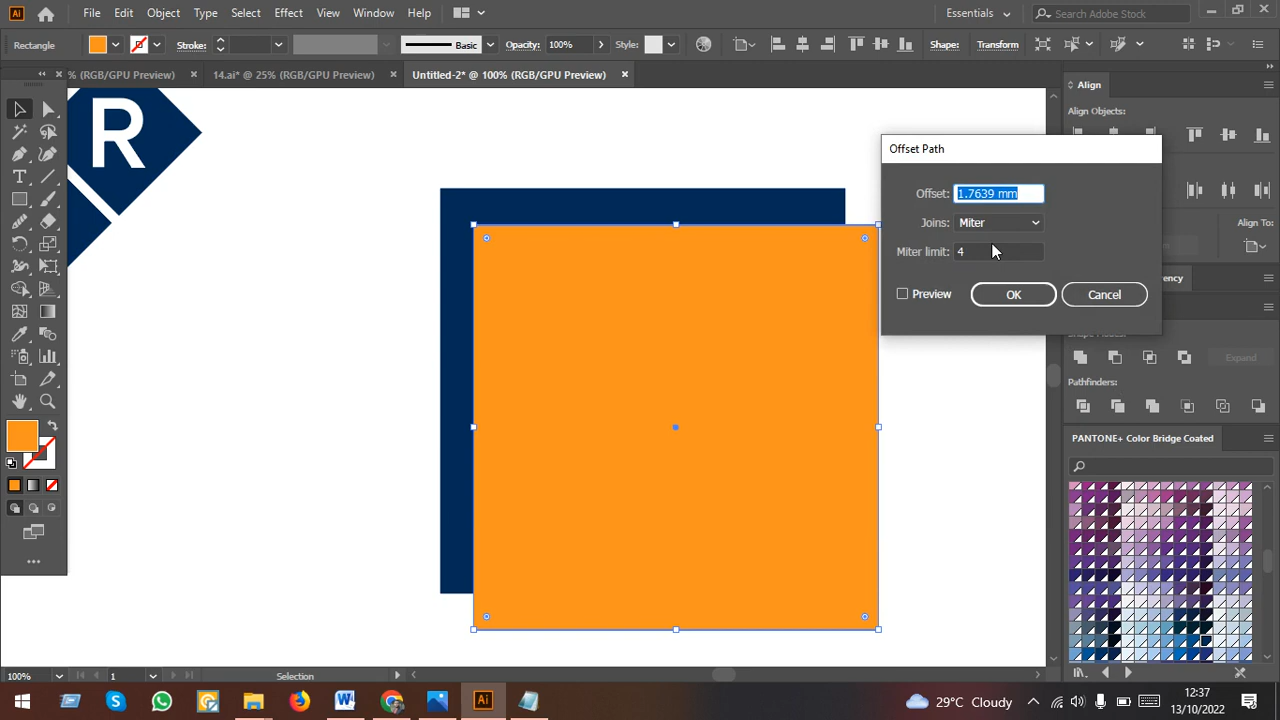 File Edit Object Type Select Effect View Window Help Essentials Search Adobe Stock
Rectangle Stroke: Basic Opacity: 100% Style: Shape: Transform
% (RGB/GPU Preview) × 14.ai* @ 25% (RGB/GPU Preview) × Untitled-2* @ 100% (RGB/GPU Preview) ×
Align
Align Objects:
R
Offset Path
Offset: 1.7639 mm
Joins: Miter
Miter limit: 4
Preview OK Cancel
Align To:
Expand
Pathfinders:
PANTONE+ Color Bridge Coated
100% 1 Selection
29°C Cloudy
12:37
13/10/2022